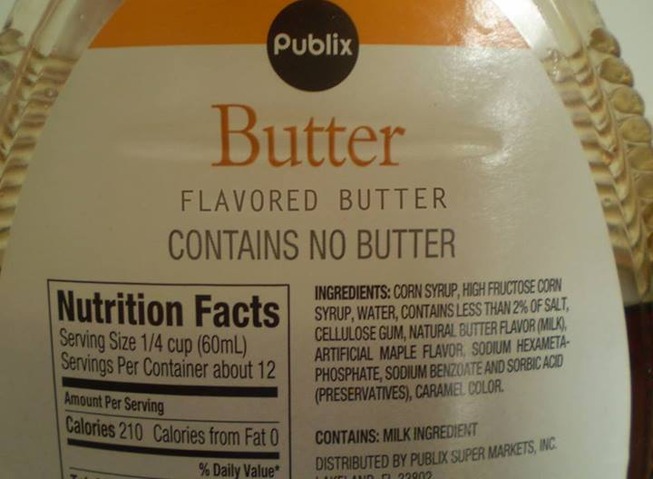 Publix
Butter
FLAVORED BUTTER
CONTAINS NO BUTTER
Nutrition Facts
Serving Size 1/4 cup (60mL)
Servings Per Container about 12
Amount Per Serving
Calories 210 Calories from Fat 0
% Daily Value*
INGREDIENTS: CORN SYRUP, HIGH FRUCTOSE CORN
SYRUP, WATER, CONTAINS LESS THAN 2% OF SALT,
CELLULOSE GUM, NATURAL BUTTER FLAVOR (MILK),
ARTIFICIAL MAPLE FLAVOR, SODIUM HEXAMETA-
PHOSPHATE, SODIUM BENZOATE AND SORBIC ACID
(PRESERVATIVES), CARAMEL COLOR.
CONTAINS: MILK INGREDIENT
DISTRIBUTED BY PUBLIX SUPER MARKETS, INC.
LAKELAND, FL 33802